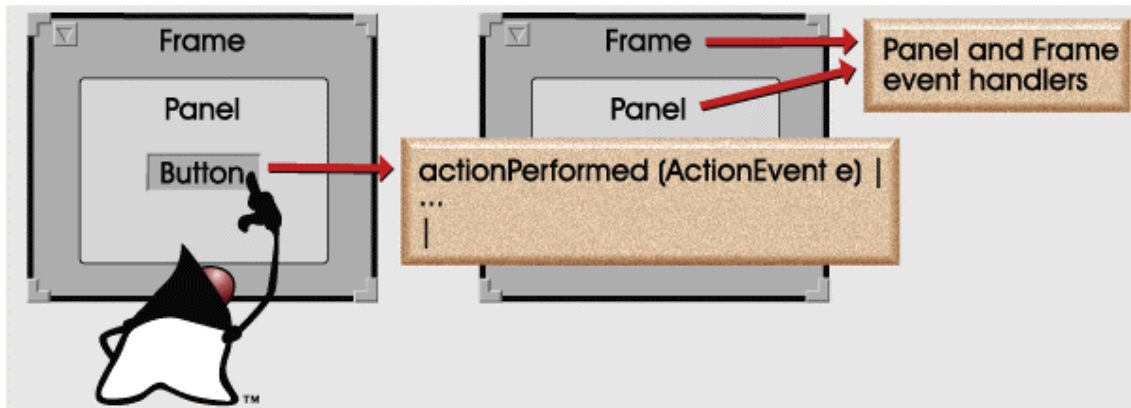 Frame
Panel
Button
TM
Frame
Panel
Panel and Frame
event handlers
actionPerformed (ActionEvent e) |
...
|